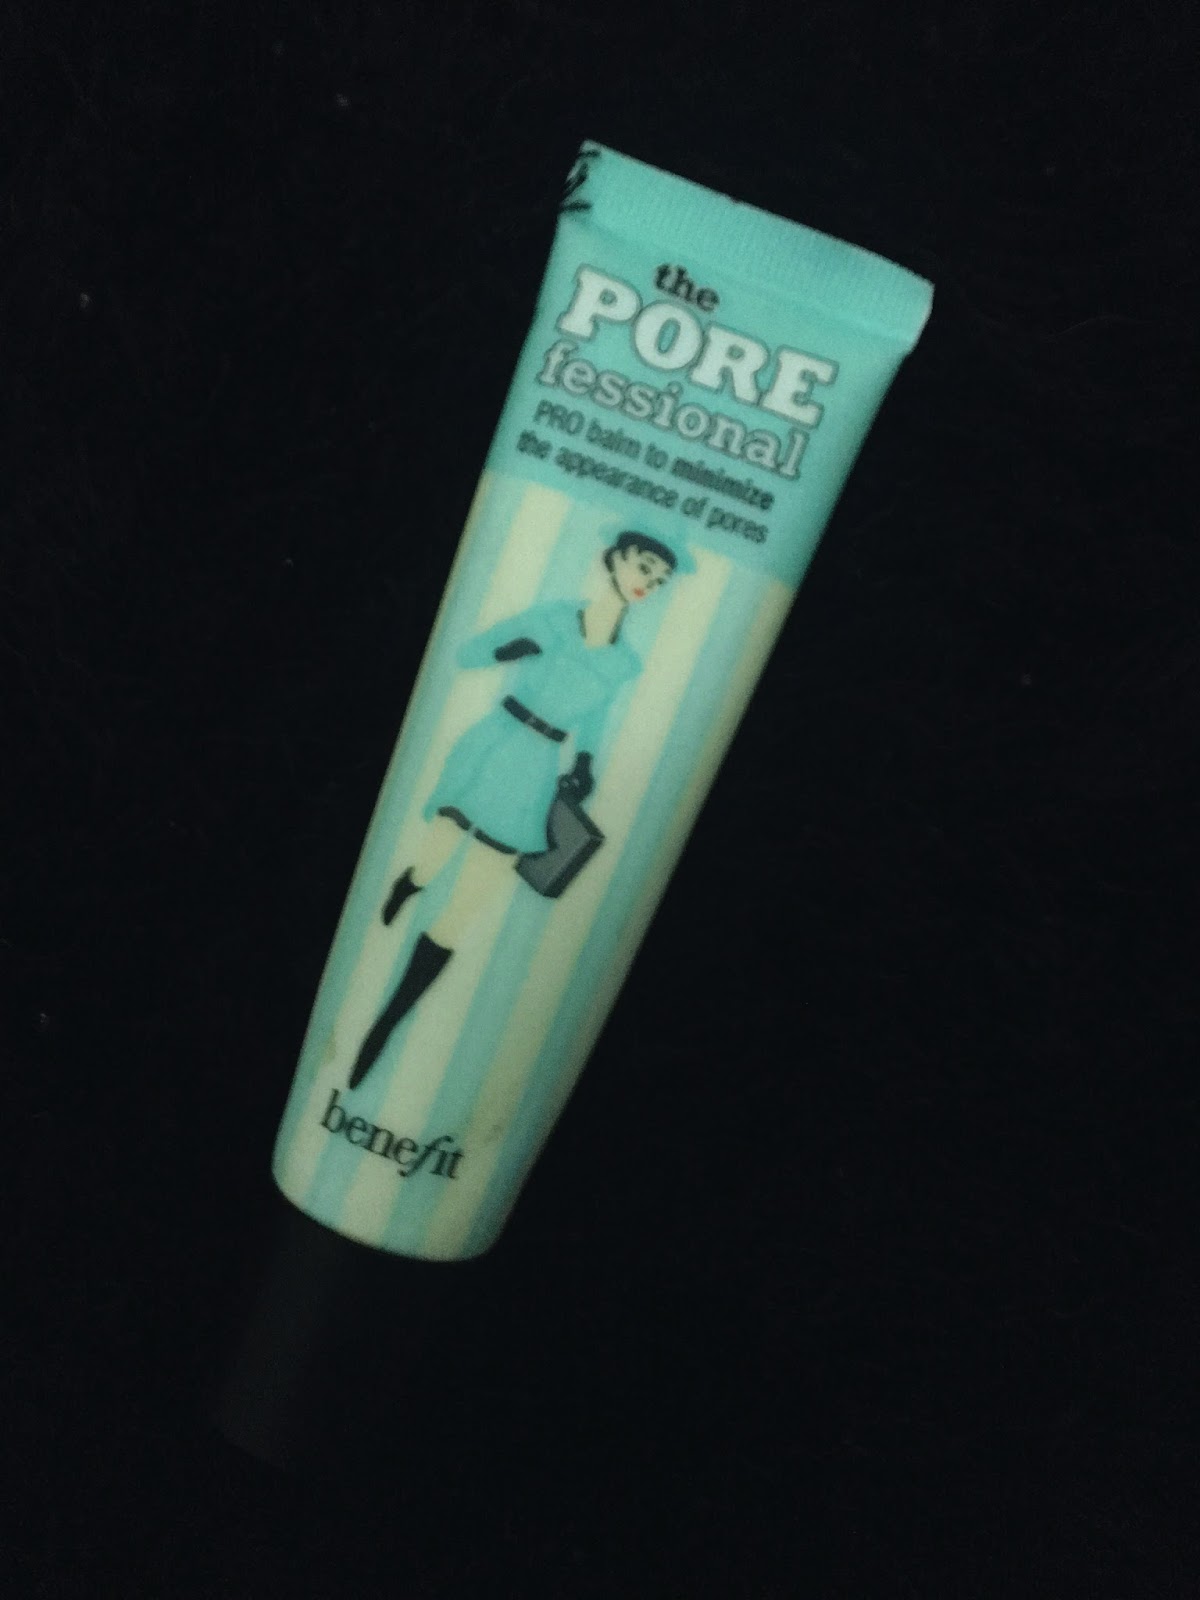 the
PORE
fessional
PRO balm to minimize
the appearance of pores
benefit